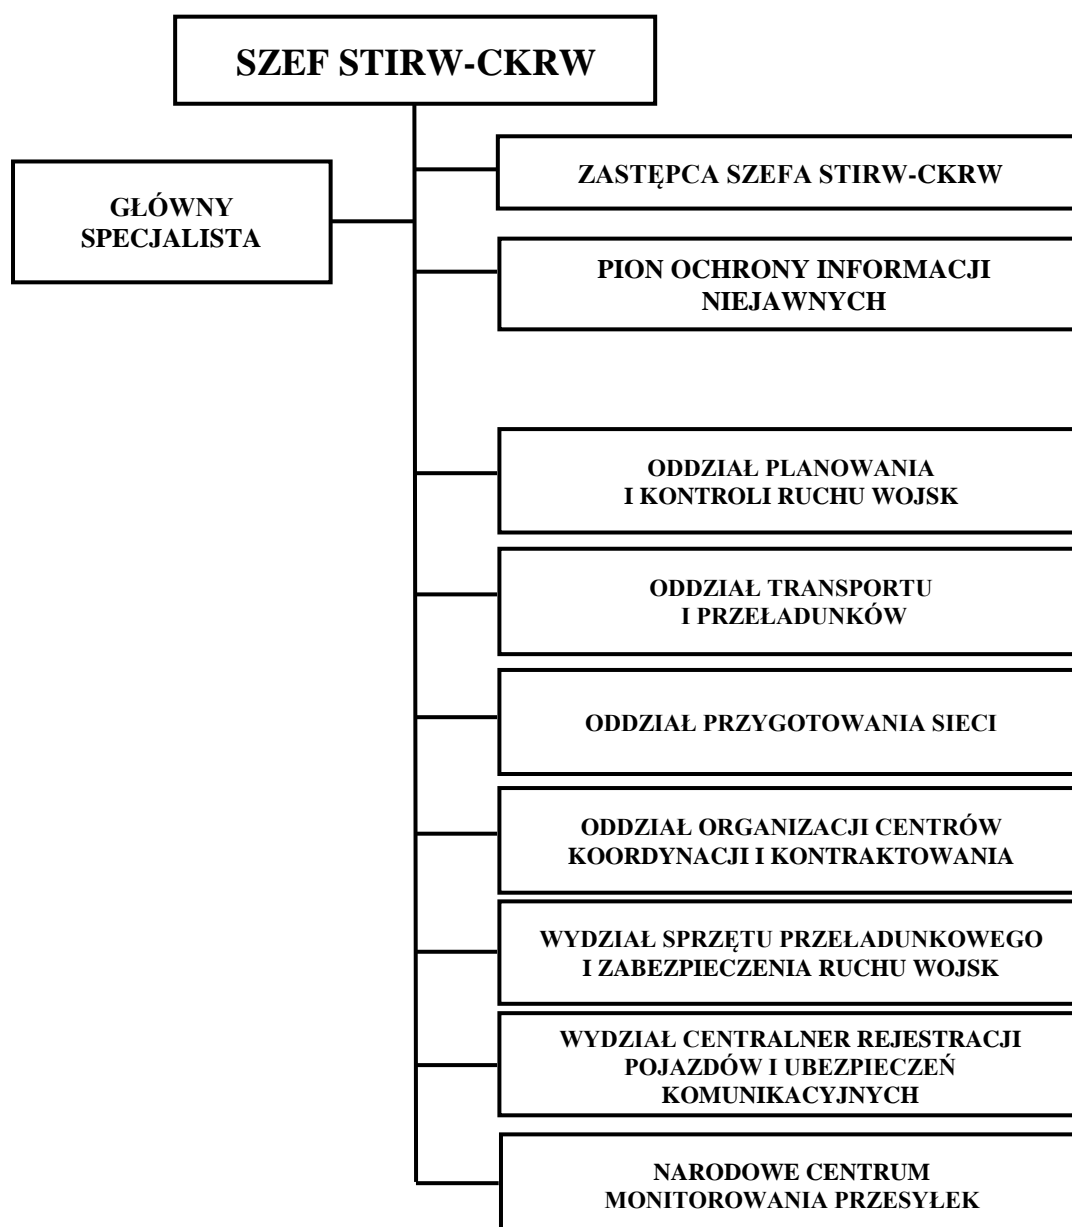 SZEF STIRW-CKRW
ZASTĘPCA SZEFA STIRW-CKRW
GŁÓWNY
SPECJALISTA
PION OCHRONY INFORMACJI
NIEJAWNYCH
ODDZIAŁ PLANOWANIA
I KONTROLI RUCHU WOJSK
ODDZIAŁ TRANSPORTU
I PRZEŁADUNKÓW
ODDZIAŁ PRZYGOTOWANIA SIECI
ODDZIAŁ ORGANIZACJI CENTRÓW
KOORDYNACJI I KONTRAKTOWANIA
WYDZIAŁ SPRZĘTU PRZEŁADUNKOWEGO
I ZABEZPIECZENIA RUCHU WOJSK
WYDZIAŁ CENTRALNER REJESTRACJI
POJAZDÓW I UBEZPIECZEŃ
KOMUNIKACYJNYCH
NARODOWE CENTRUM
MONITOROWANIA PRZESYŁEK